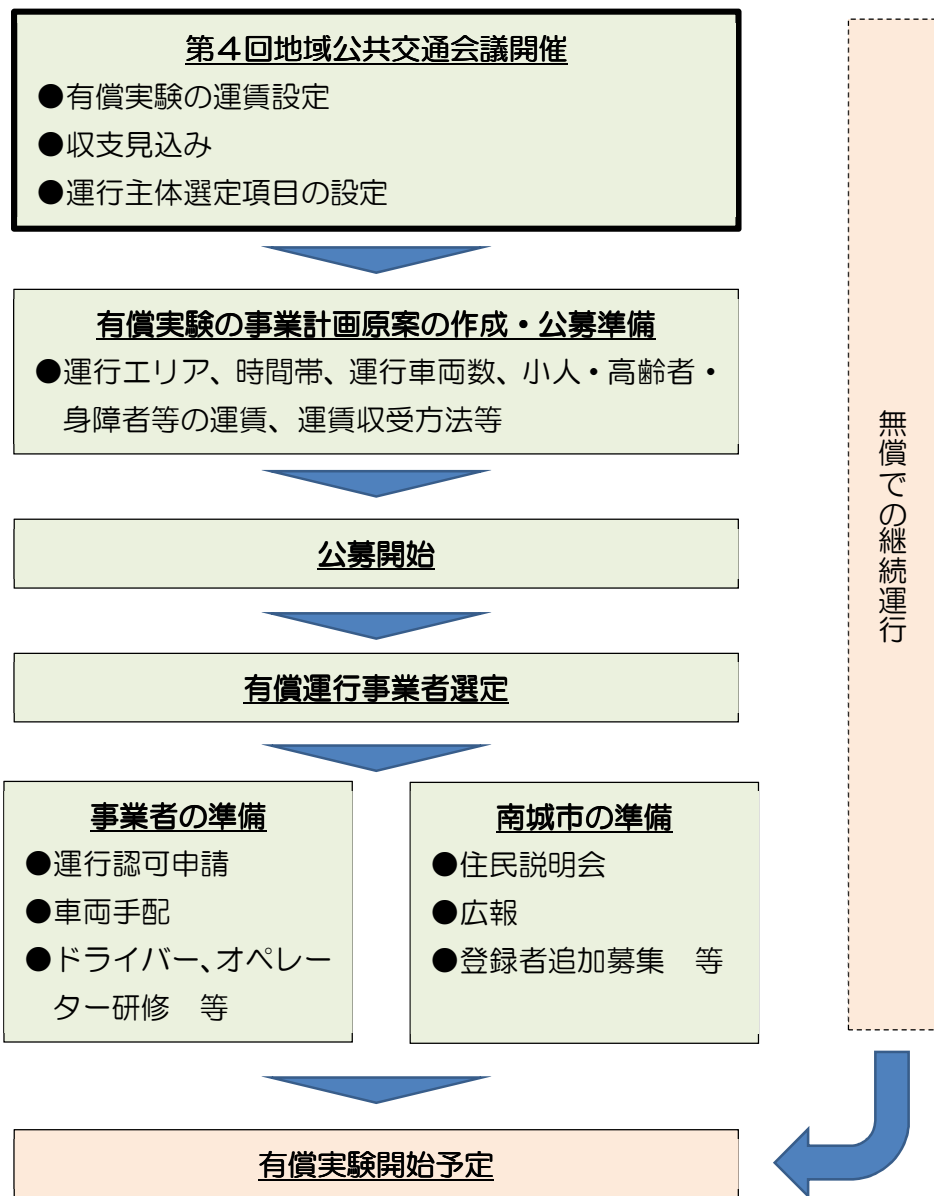 第４回地域公共交通会議開催
●有償実験の運賃設定
●収支見込み
●運行主体選定項目の設定
有償実験の事業計画原案の作成・公募準備
●運行エリア、時間帯、運行車両数、小人・高齢者・
身障者等の運賃、運賃収受方法等
公募開始
有償運行事業者選定
事業者の準備
●運行認可申請
●車両手配
●ドライバー、オペレー
ター研修　等
南城市の準備
●住民説明会
●広報
●登録者追加募集　等
有償実験開始予定
無償での継続運行